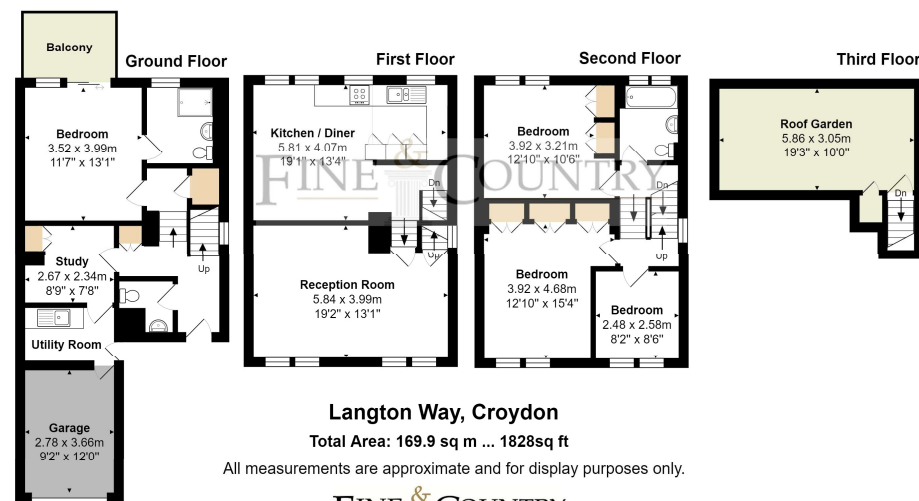 Balcony
Ground Floor
Bedroom
3.52 x 3.99m
11'7" x 13'1"
Study
2.67 x 2.34m
8'9" x 7'8"
Up
Utility Room
Garage
2.78 x 3.66m
9'2" x 12'0"
First Floor
Kitchen / Diner
5.81 x 4.07m
19'1" x 13'4"
Dn
Up
Reception Room
5.84 x 3.99m
19'2" x 13'1"
Second Floor
Bedroom
3.92 x 3.21m
12'10" x 10'6"
Dn
Up
Bedroom
3.92 x 4.68m
12'10" x 15'4"
Bedroom
2.48 x 2.58m
8'2" x 8'6"
Third Floor
Roof Garden
5.86 x 3.05m
19'3" x 10'0"
Dn
FINE & COUNTRY
Langton Way, Croydon
Total Area: 169.9 sq m ... 1828sq ft
All measurements are approximate and for display purposes only.
FINE & COUNTRY